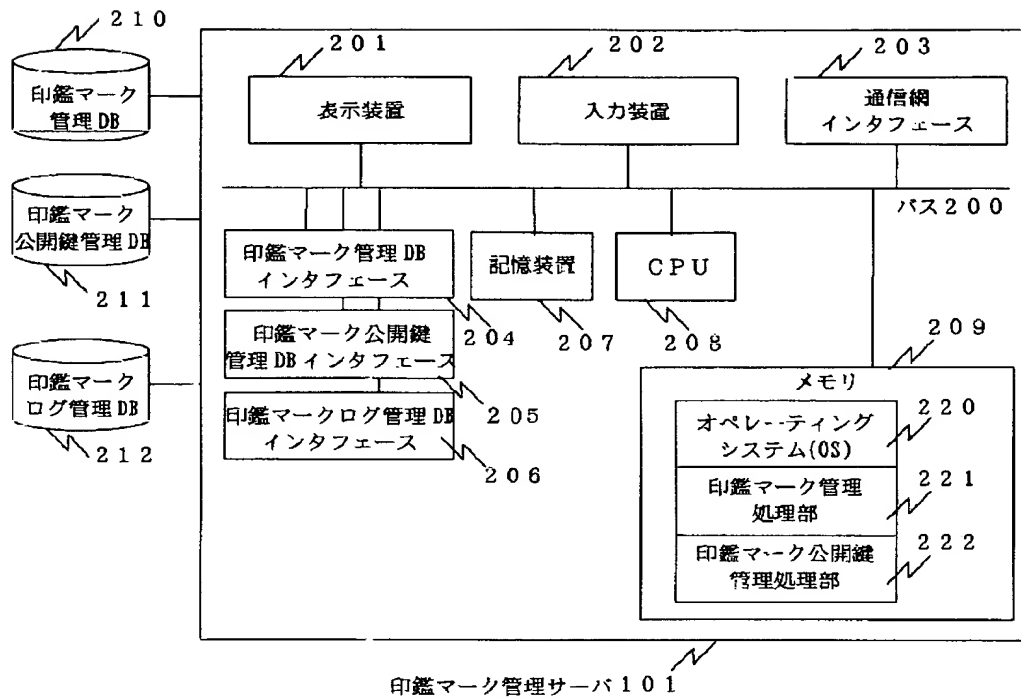 ２１０
２０１
２０２
２０３
印鑑マーク
管理DB
表示装置
入力装置
通信網
インタフェース
バス２００
印鑑マーク
公開鍵管理DB
２１１
印鑑マーク管理DB
インタフェース
２０４
記憶装置
２０７
CPU
２０８
印鑑マーク公開鍵
管理DBインタフェース
２０５
印鑑マーク
ログ管理DB
２１２
印鑑マークログ管理DB
インタフェース
２０６
２０９
メモリ
オペレーティング
システム(OS)
２２０
印鑑マーク管理
処理部
２２１
印鑑マーク公開鍵
管理処理部
２２２
印鑑マーク管理サーバ１０１